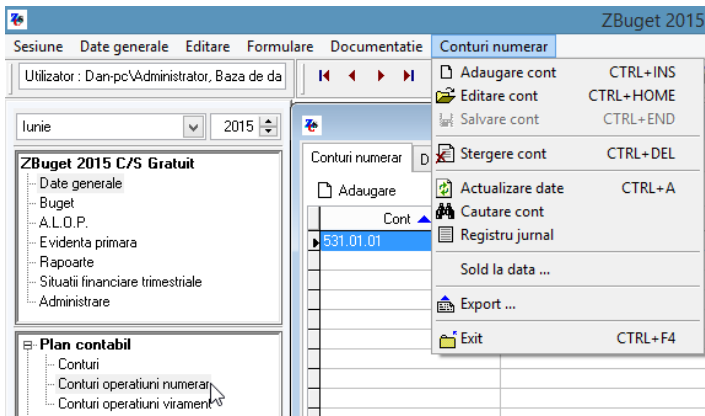 ZBuget 2015
Sesiune Date generale Editare Formulare Documentatie Conturi numerar
Utilizator : Dan-pc\Administrator, Baza de da
Iunie 2015
ZBuget 2015 C/S Gratuit
Date generale
Buget
A.L.O.P.
Evidenta primara
Rapoarte
Situatii financiare trimestriale
Administrare
Plan contabil
Conturi
Conturi operatiuni numerar
Conturi operatiuni virament
Conturi numerar D
Adaugare
Cont
531.01.01
Adaugare cont CTRL+INS
Editare cont CTRL+HOME
Salvare cont CTRL+END
Stergere cont CTRL+DEL
Actualizare date CTRL+A
Cautare cont
Registru jurnal
Sold la data ...
Export ...
Exit CTRL+F4